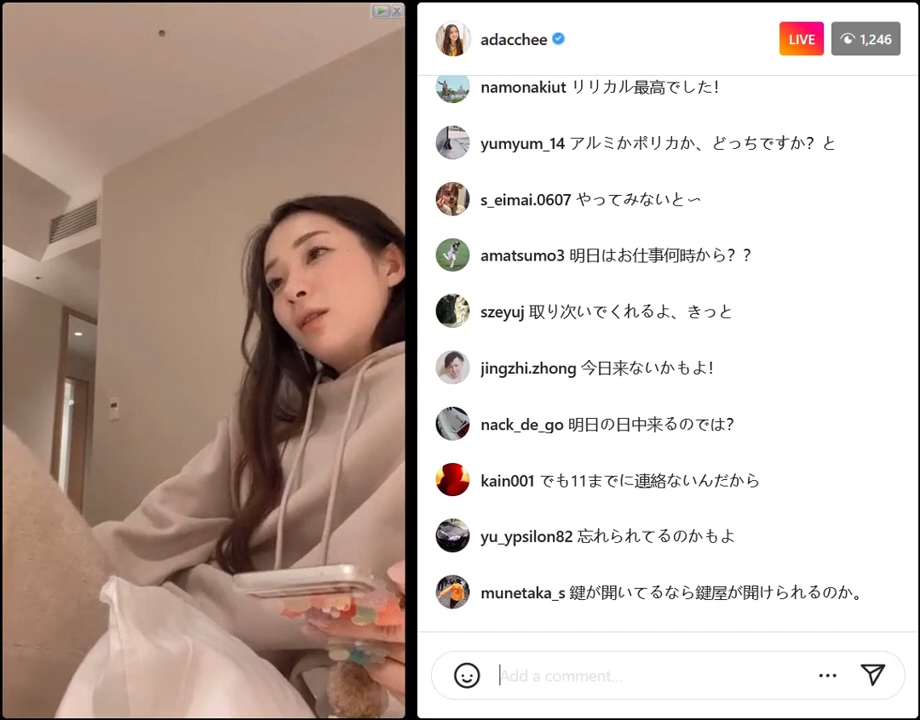 adacchee
LIVE 1,246
namonakiut リリカル最高でした!
yumyum_14 アルミかポリカか、どっちですか? と
s_eimai.0607 やってみないと〜
amatsumo3 明日はお仕事何時から? ?
szeyuj 取り次いでくれるよ、きっと
jingzhi.zhong 今日来ないかもよ!
nack_de_go 明日の日中来るのでは?
kain001 でも11までに連絡ないんだから
yu_ypsilon82 忘れられてるのかもよ
munetaka_s 鍵が開いてるなら鍵屋が開けられるのか。
Add a comment...